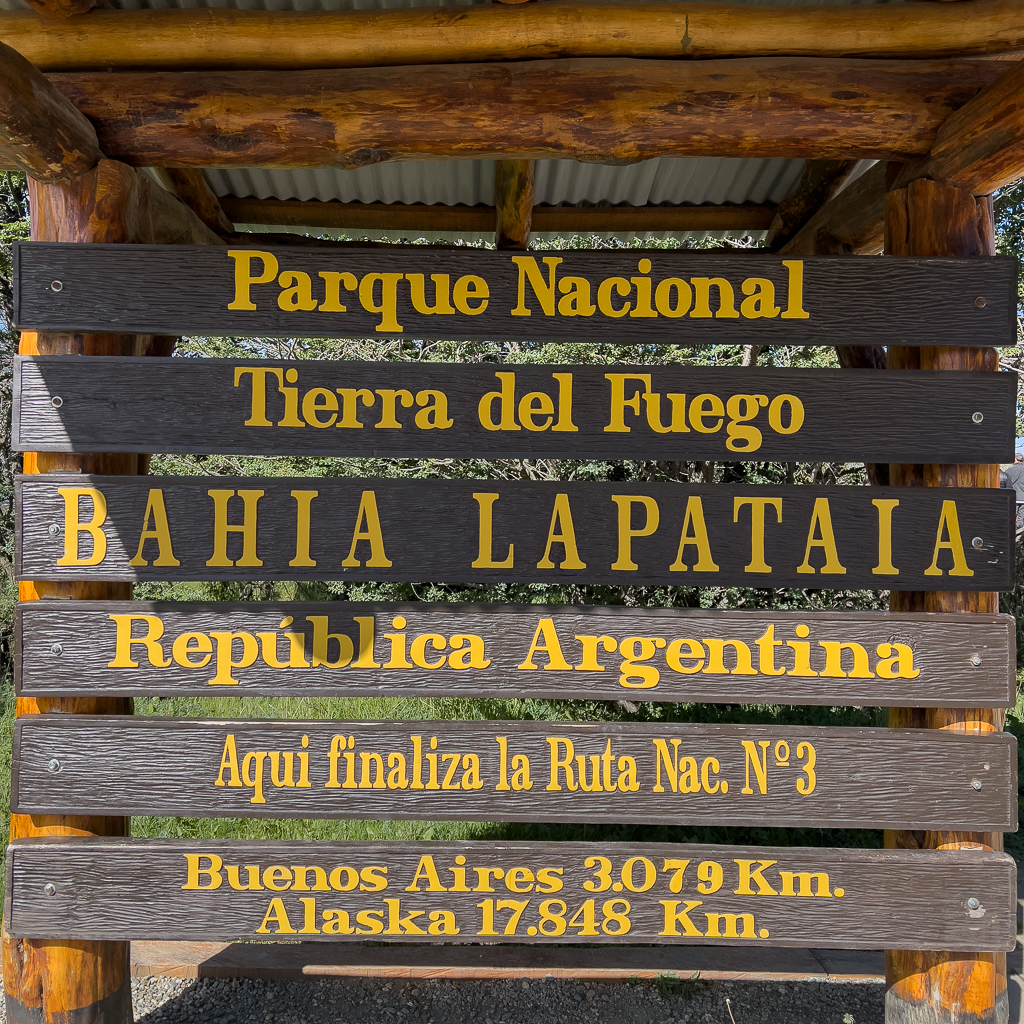 Parque Nacional
Tierra del Fuego
BAHIA LAPATAIA
República Argentina
Aqui finaliza la Ruta Nac. Nº3
Buenos Aires 3.079 Km.
Alaska 17.848 Km.